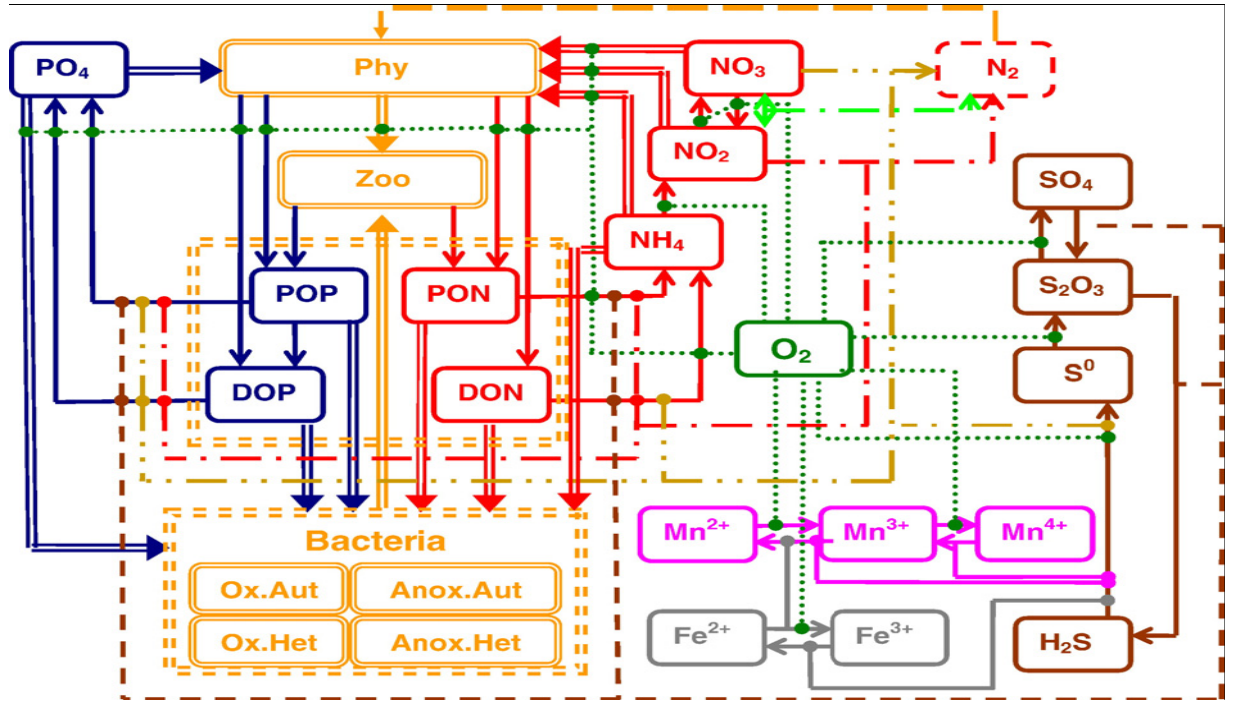 PO₄
Phy
NO₃
N₂
Zoo
NO₂
SO₄
NH₄
POP
PON
S₂O₃
O₂
DOP
DON
S⁰
Bacteria
Mn²⁺
Mn³⁺
Mn⁴⁺
Ox.Aut
Anox.Aut
Ox.Het
Anox.Het
Fe²⁺
Fe³⁺
H₂S